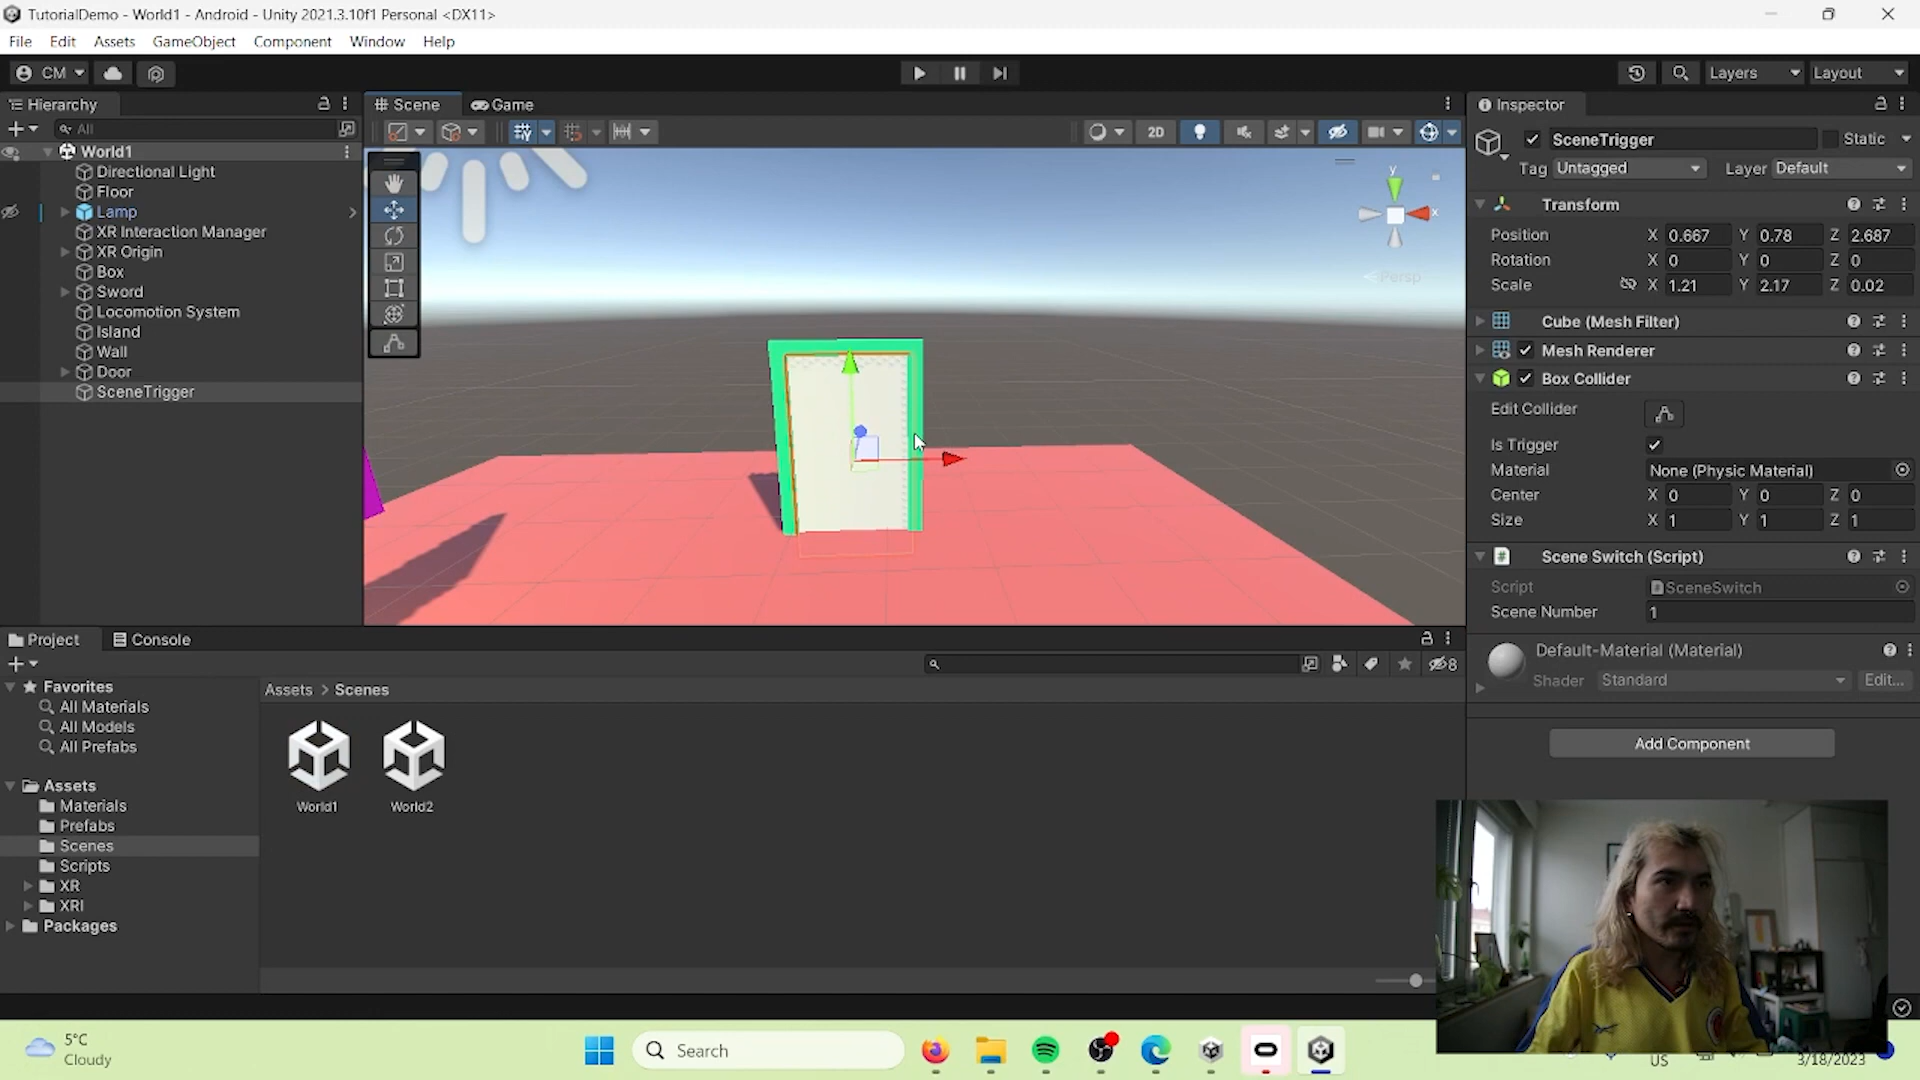 TutorialDemo - World1 - Android - Unity 2021.3.10f1 Personal <DX11>
File Edit Assets GameObject Component Window Help
CM Layers Layout
Hierarchy
All
World1
Directional Light
Floor
Lamp
XR Interaction Manager
XR Origin
Box
Sword
Locomotion System
Island
Wall
Door
SceneTrigger
Scene Game
2D
y
x
Persp
Inspector
SceneTrigger Static
Tag Untagged Layer Default
Transform
Position X 0.667 Y 0.78 Z 2.687
Rotation X 0 Y 0 Z 0
Scale X 1.21 Y 2.17 Z 0.02
Cube (Mesh Filter)
Mesh Renderer
Box Collider
Edit Collider
Is Trigger
Material None (Physic Material)
Center X 0 Y 0 Z 0
Size X 1 Y 1 Z 1
Scene Switch (Script)
Script SceneSwitch
Scene Number 1
Default-Material (Material)
Shader Standard Edit...
Add Component
Project Console
8
Favorites
All Materials
All Models
All Prefabs
Assets
Materials
Prefabs
Scenes
Scripts
XR
XRI
Packages
Assets > Scenes
World1 World2
5°C
Cloudy
Search
US
3/18/2023